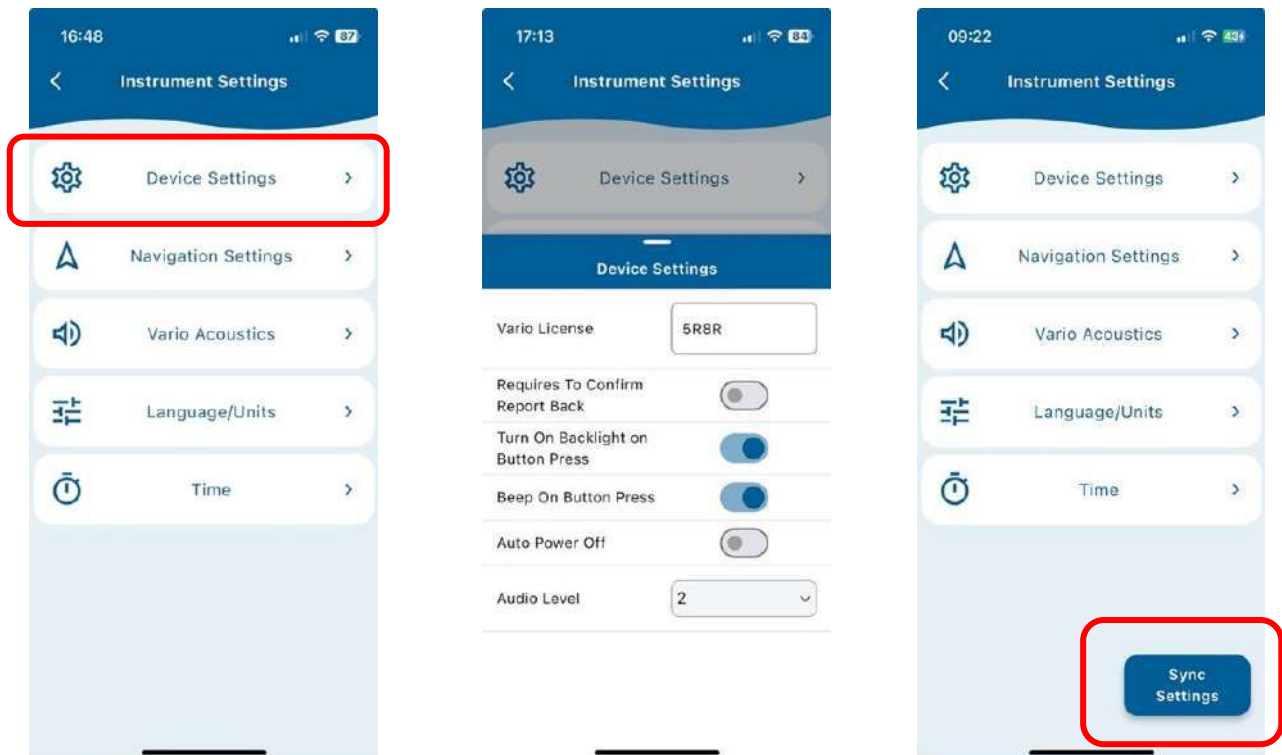 16:48
87
Instrument Settings
Device Settings
Navigation Settings
Vario Acoustics
Language/Units
Time
17:13
84
Instrument Settings
Device Settings
Device Settings
Vario License
5R8R
Requires To Confirm
Report Back
Turn On Backlight on
Button Press
Beep On Button Press
Auto Power Off
Audio Level
2
09:22
43
Instrument Settings
Device Settings
Navigation Settings
Vario Acoustics
Language/Units
Time
Sync
Settings